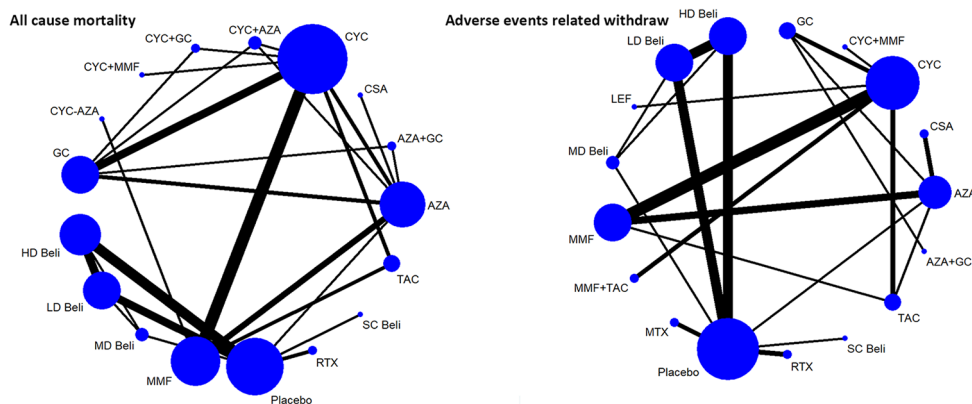 All cause mortality
CYC+AZA
CYC
CYC+GC
CYC+MMF
CSA
CYC-AZA
AZA+GC
GC
AZA
HD Beli
TAC
LD Beli
SC Beli
MD Beli
RTX
MMF
Placebo
Adverse events related withdraw
HD Beli
GC
LD Beli
CYC+MMF
CYC
LEF
CSA
MD Beli
AZA
MMF
AZA+GC
MMF+TAC
TAC
MTX
SC Beli
Placebo
RTX